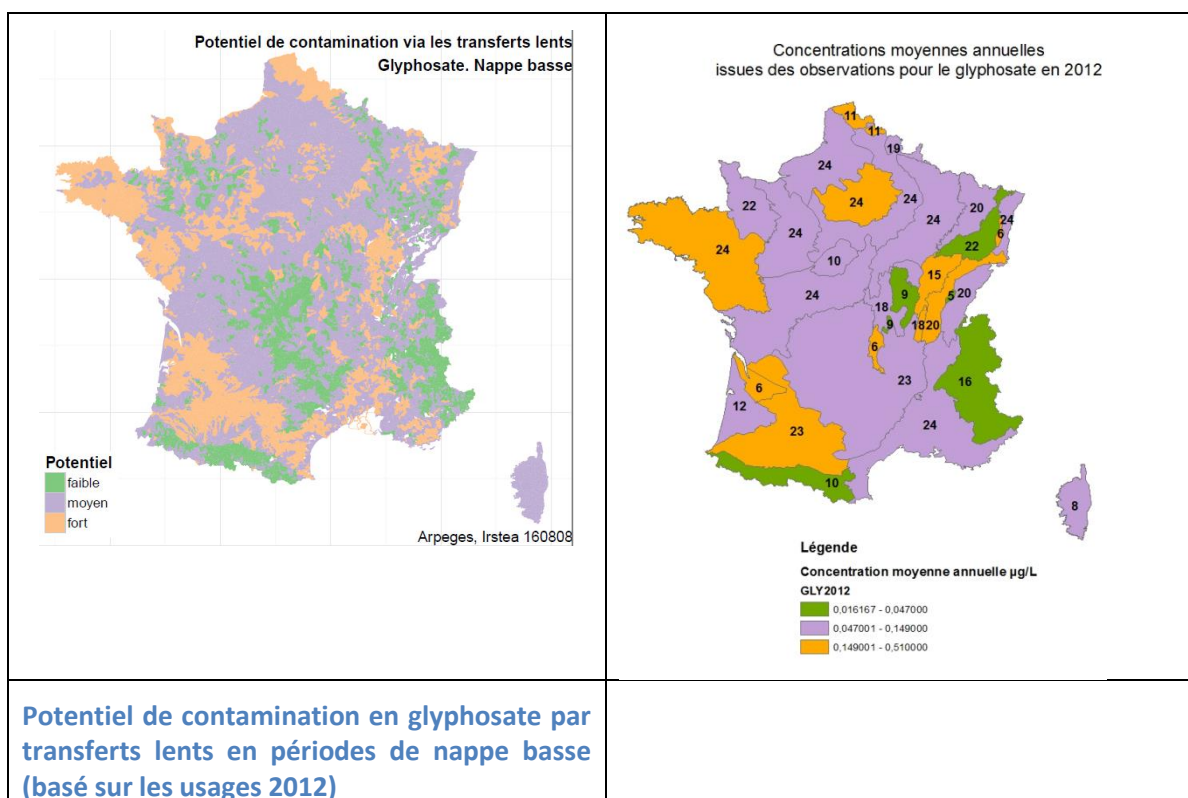 Potentiel de contamination via les transferts lents
Glyphosate. Nappe basse
Potentiel
faible
moyen
fort
Arpeges, Irstea 160808
Concentrations moyennes annuelles
issues des observations pour le glyphosate en 2012
11
11
19
24
24
24
20
24
22
24
24
22
6
24
10
15
24
9
5
20
18
9
18
20
6
23
16
6
12
23
24
10
8
Légende
Concentration moyenne annuelle µg/L
GLY2012
0,016167 - 0,047000
0,047001 - 0,149000
0,149001 - 0,510000
Potentiel de contamination en glyphosate par
transferts lents en périodes de nappe basse
(basé sur les usages 2012)